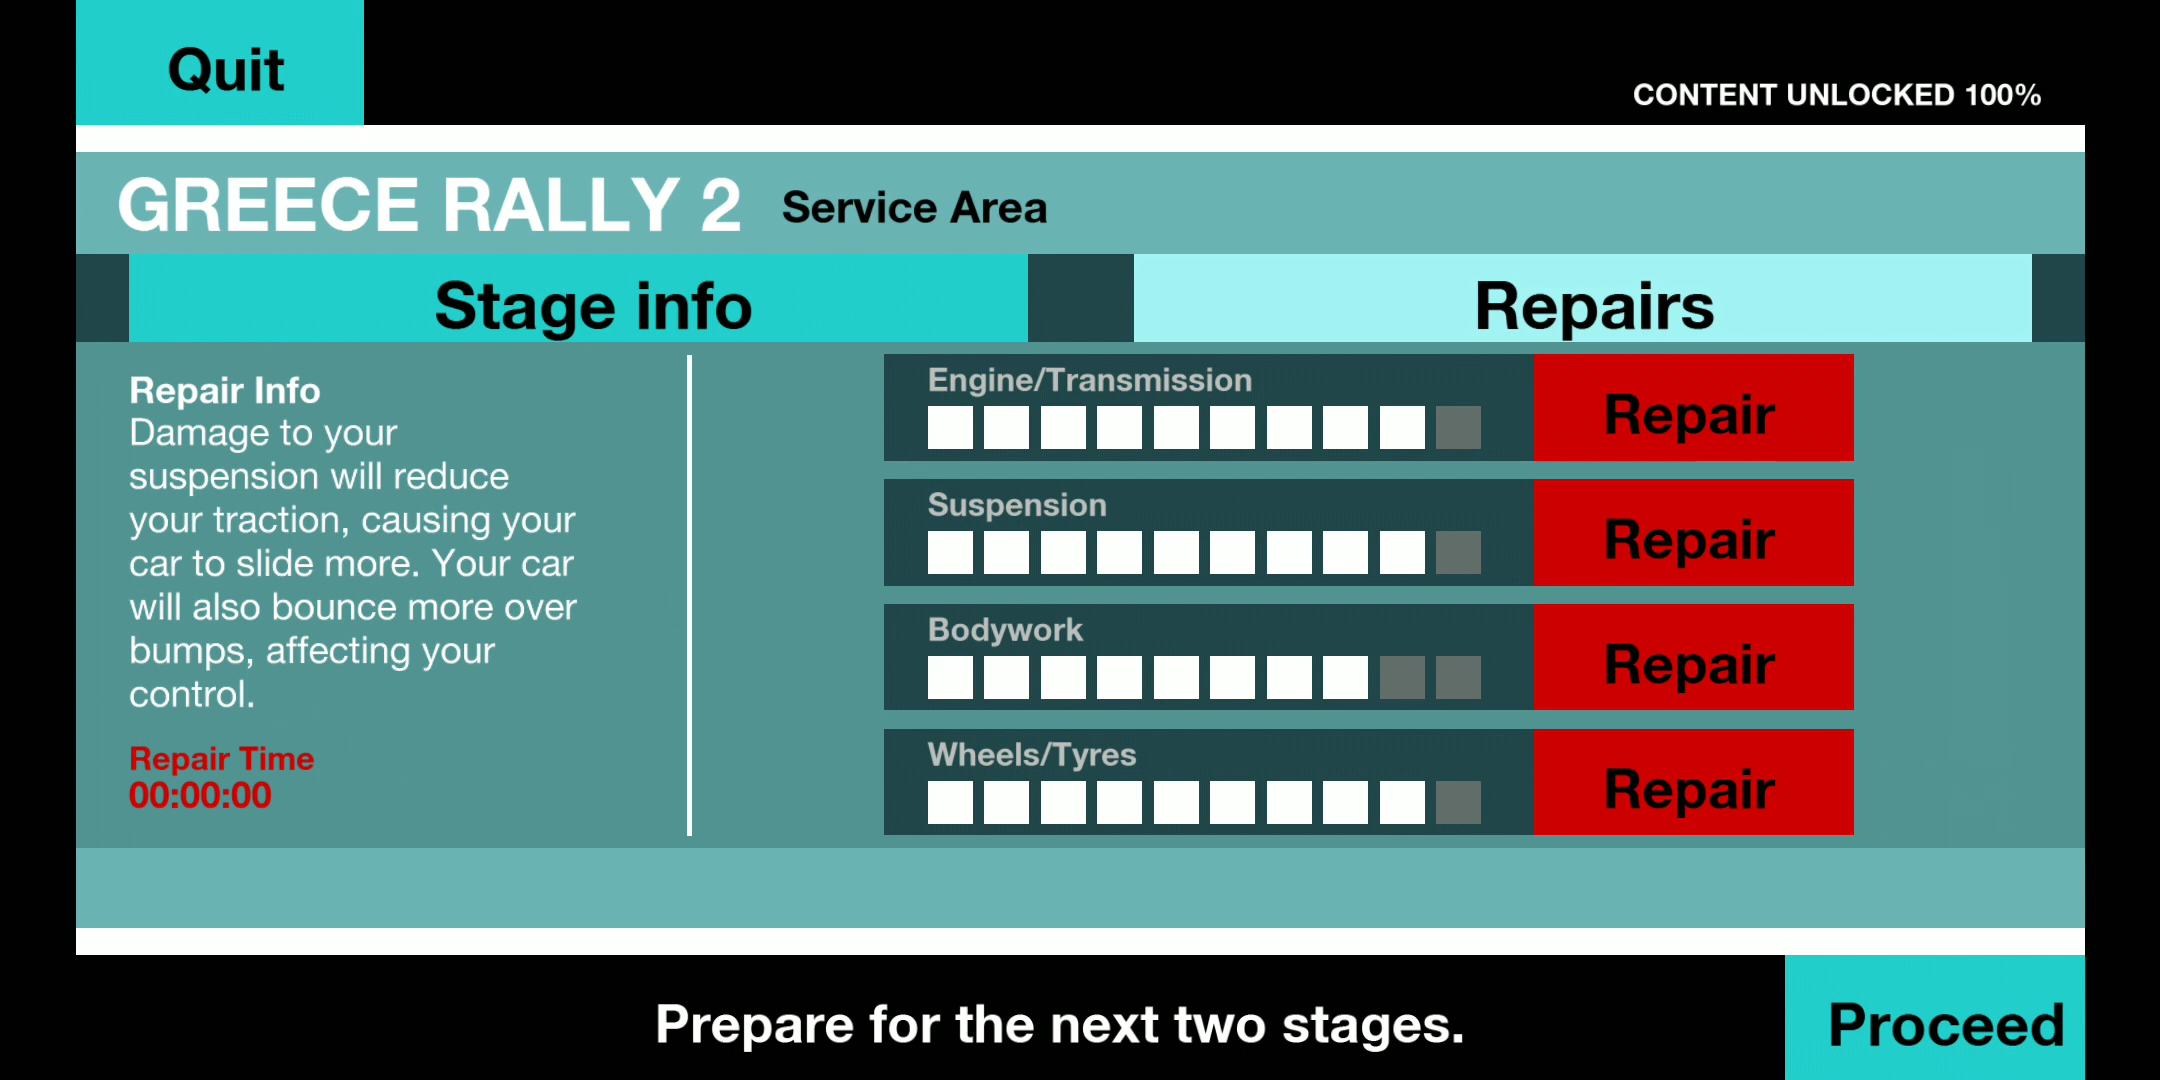 Quit
CONTENT UNLOCKED 100%
GREECE RALLY 2 Service Area
Stage info
Repairs
Repair Info
Damage to your
suspension will reduce
your traction, causing your
car to slide more. Your car
will also bounce more over
bumps, affecting your
control.
Repair Time
00:00:00
Engine/Transmission
Repair
Suspension
Repair
Bodywork
Repair
Wheels/Tyres
Repair
Prepare for the next two stages.
Proceed